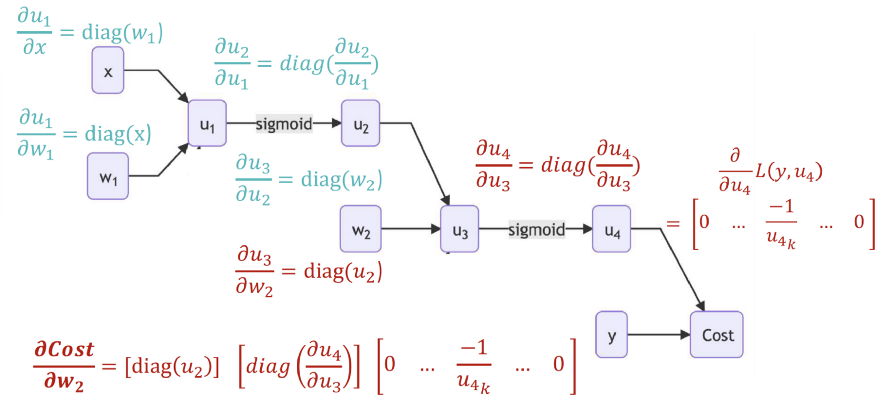 ∂u₁/∂x = diag(w₁)
x
∂u₂/∂u₁ = diag(∂u₂/∂u₁)
∂u₁/∂w₁ = diag(x)
w₁
u₁
sigmoid
u₂
∂u₃/∂u₂ = diag(w₂)
∂u₄/∂u₃ = diag(∂u₄/∂u₃)
∂/∂u₄ L(y, u₄)
= [0 ... −1/u₄ₖ ... 0]
w₂
u₃
sigmoid
u₄
∂u₃/∂w₂ = diag(u₂)
y
Cost
∂Cost/∂w₂ = [diag(u₂)] [diag(∂u₄/∂u₃)] [0 ... −1/u₄ₖ ... 0]